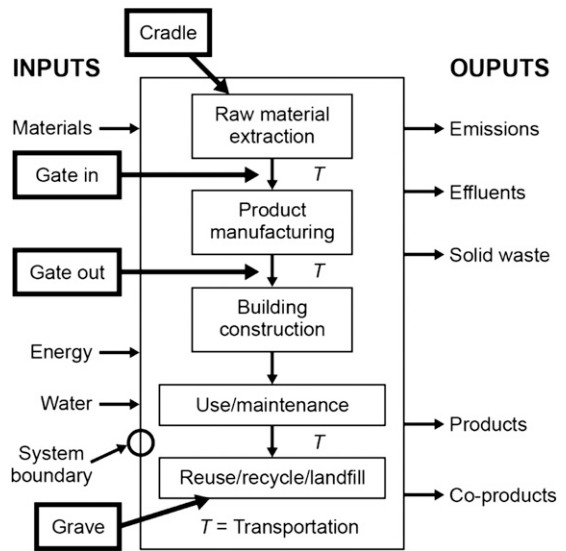 Cradle
INPUTS
OUPUTS
Raw material
extraction
Materials
Emissions
Gate in
T
Effluents
Product
manufacturing
Solid waste
Gate out
T
Building
construction
Energy
Water
Use/maintenance
Products
T
System
boundary
Reuse/recycle/landfill
Co-products
Grave
T = Transportation